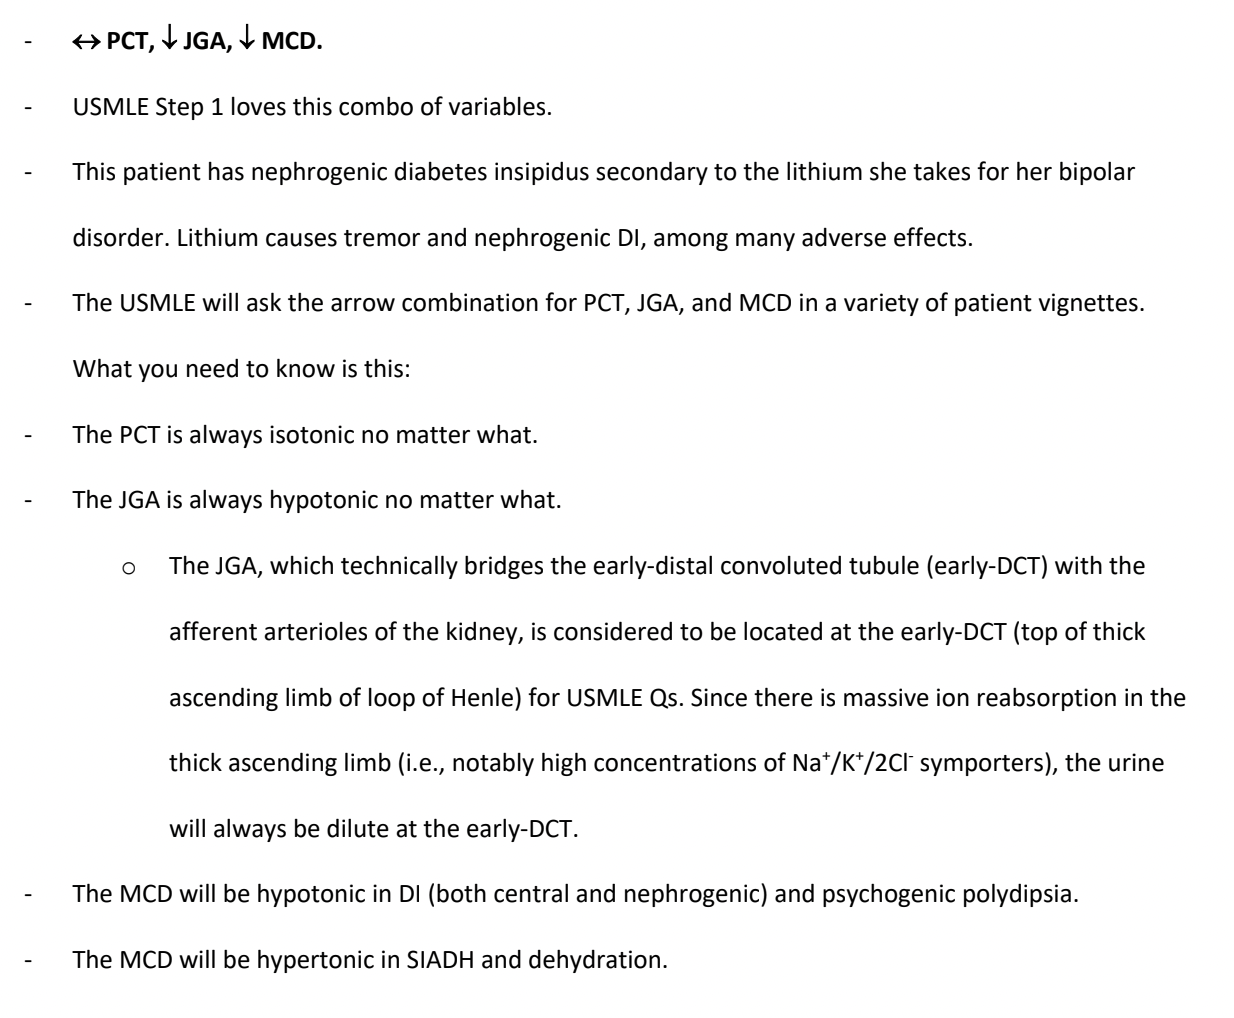 - ↔ PCT, ↓ JGA, ↓ MCD.
- USMLE Step 1 loves this combo of variables.
- This patient has nephrogenic diabetes insipidus secondary to the lithium she takes for her bipolar
disorder. Lithium causes tremor and nephrogenic DI, among many adverse effects.
- The USMLE will ask the arrow combination for PCT, JGA, and MCD in a variety of patient vignettes.
What you need to know is this:
- The PCT is always isotonic no matter what.
- The JGA is always hypotonic no matter what.
o The JGA, which technically bridges the early-distal convoluted tubule (early-DCT) with the
afferent arterioles of the kidney, is considered to be located at the early-DCT (top of thick
ascending limb of loop of Henle) for USMLE Qs. Since there is massive ion reabsorption in the
thick ascending limb (i.e., notably high concentrations of Na⁺/K⁺/2Cl⁻ symporters), the urine
will always be dilute at the early-DCT.
- The MCD will be hypotonic in DI (both central and nephrogenic) and psychogenic polydipsia.
- The MCD will be hypertonic in SIADH and dehydration.